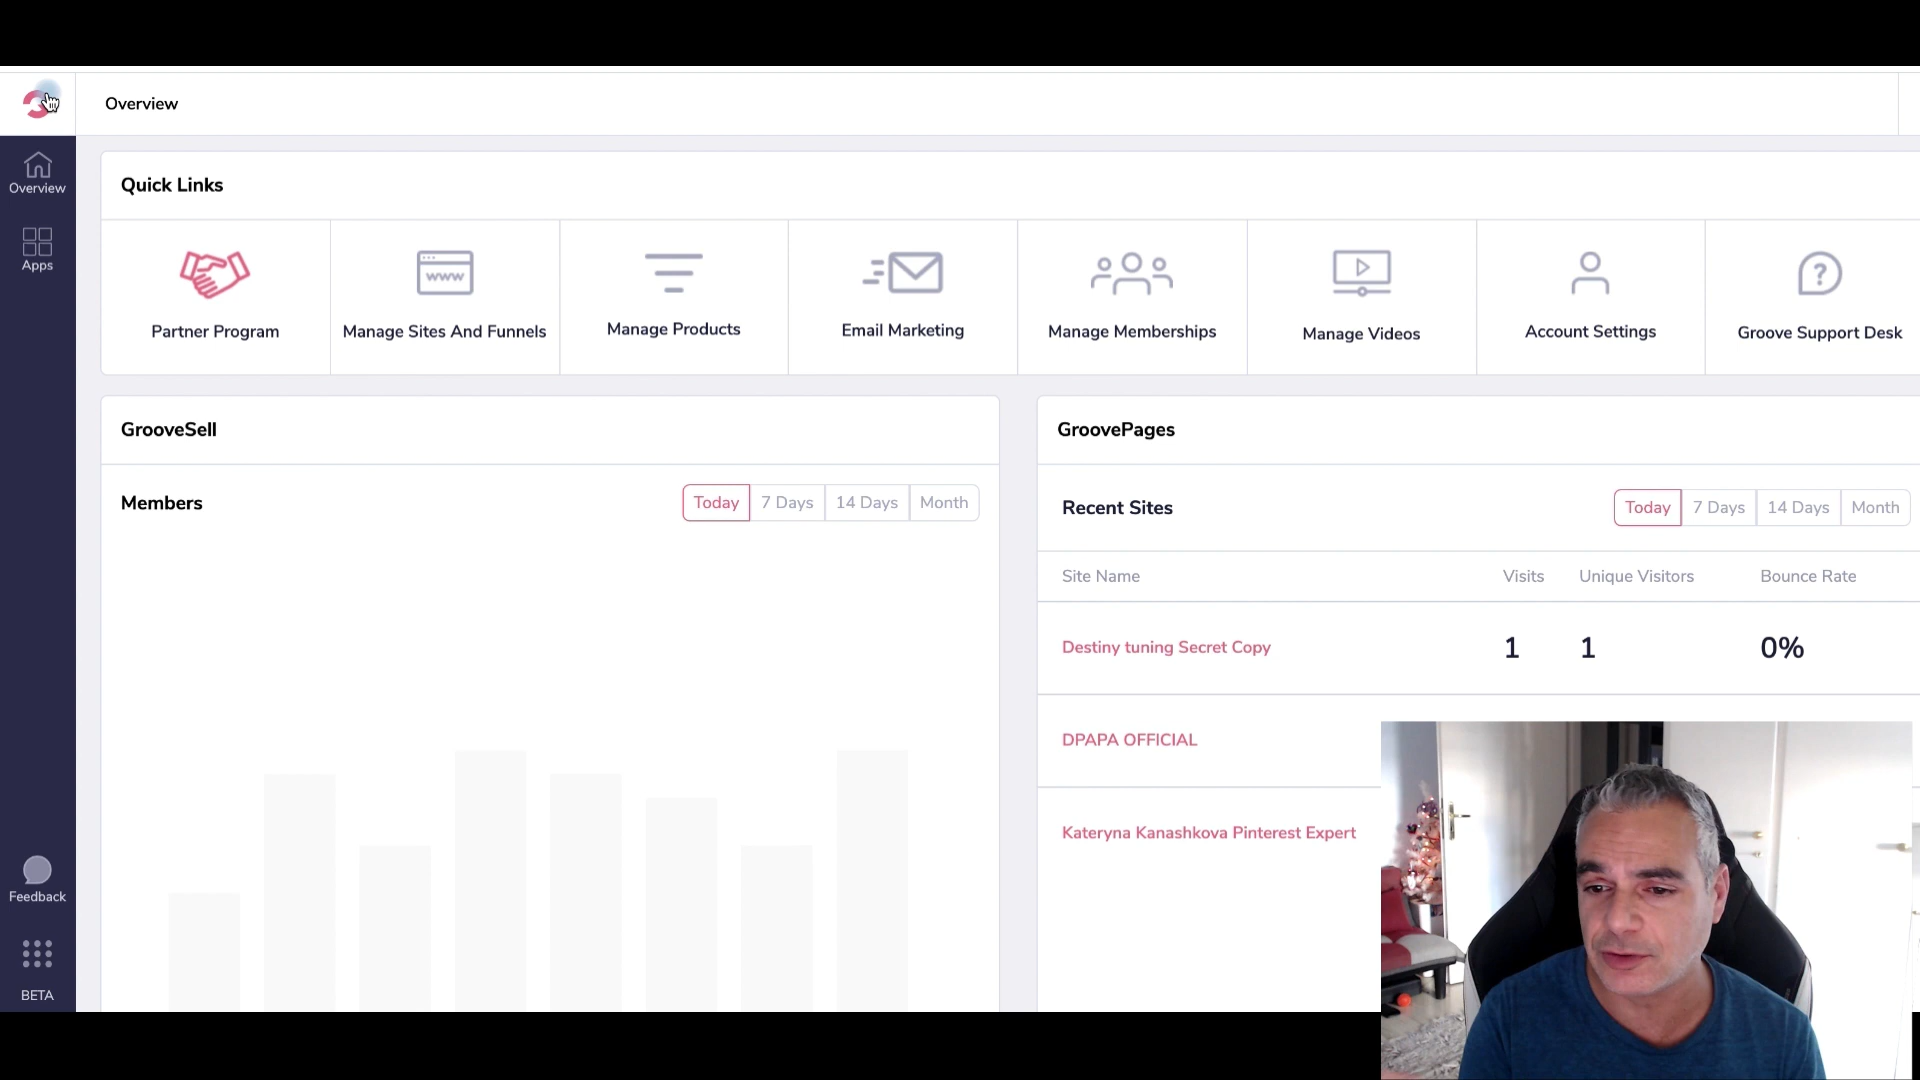 Overview
Overview
Apps
Feedback
BETA
Quick Links
Partner Program
www
Manage Sites And Funnels
Manage Products
Email Marketing
Manage Memberships
Manage Videos
Account Settings
?
Groove Support Desk
GrooveSell
Members
Today 7 Days 14 Days Month
GroovePages
Recent Sites
Today 7 Days 14 Days Month
Site Name Visits Unique Visitors Bounce Rate
Destiny tuning Secret Copy 1 1 0%
DPAPA OFFICIAL
Kateryna Kanashkova Pinterest Expert